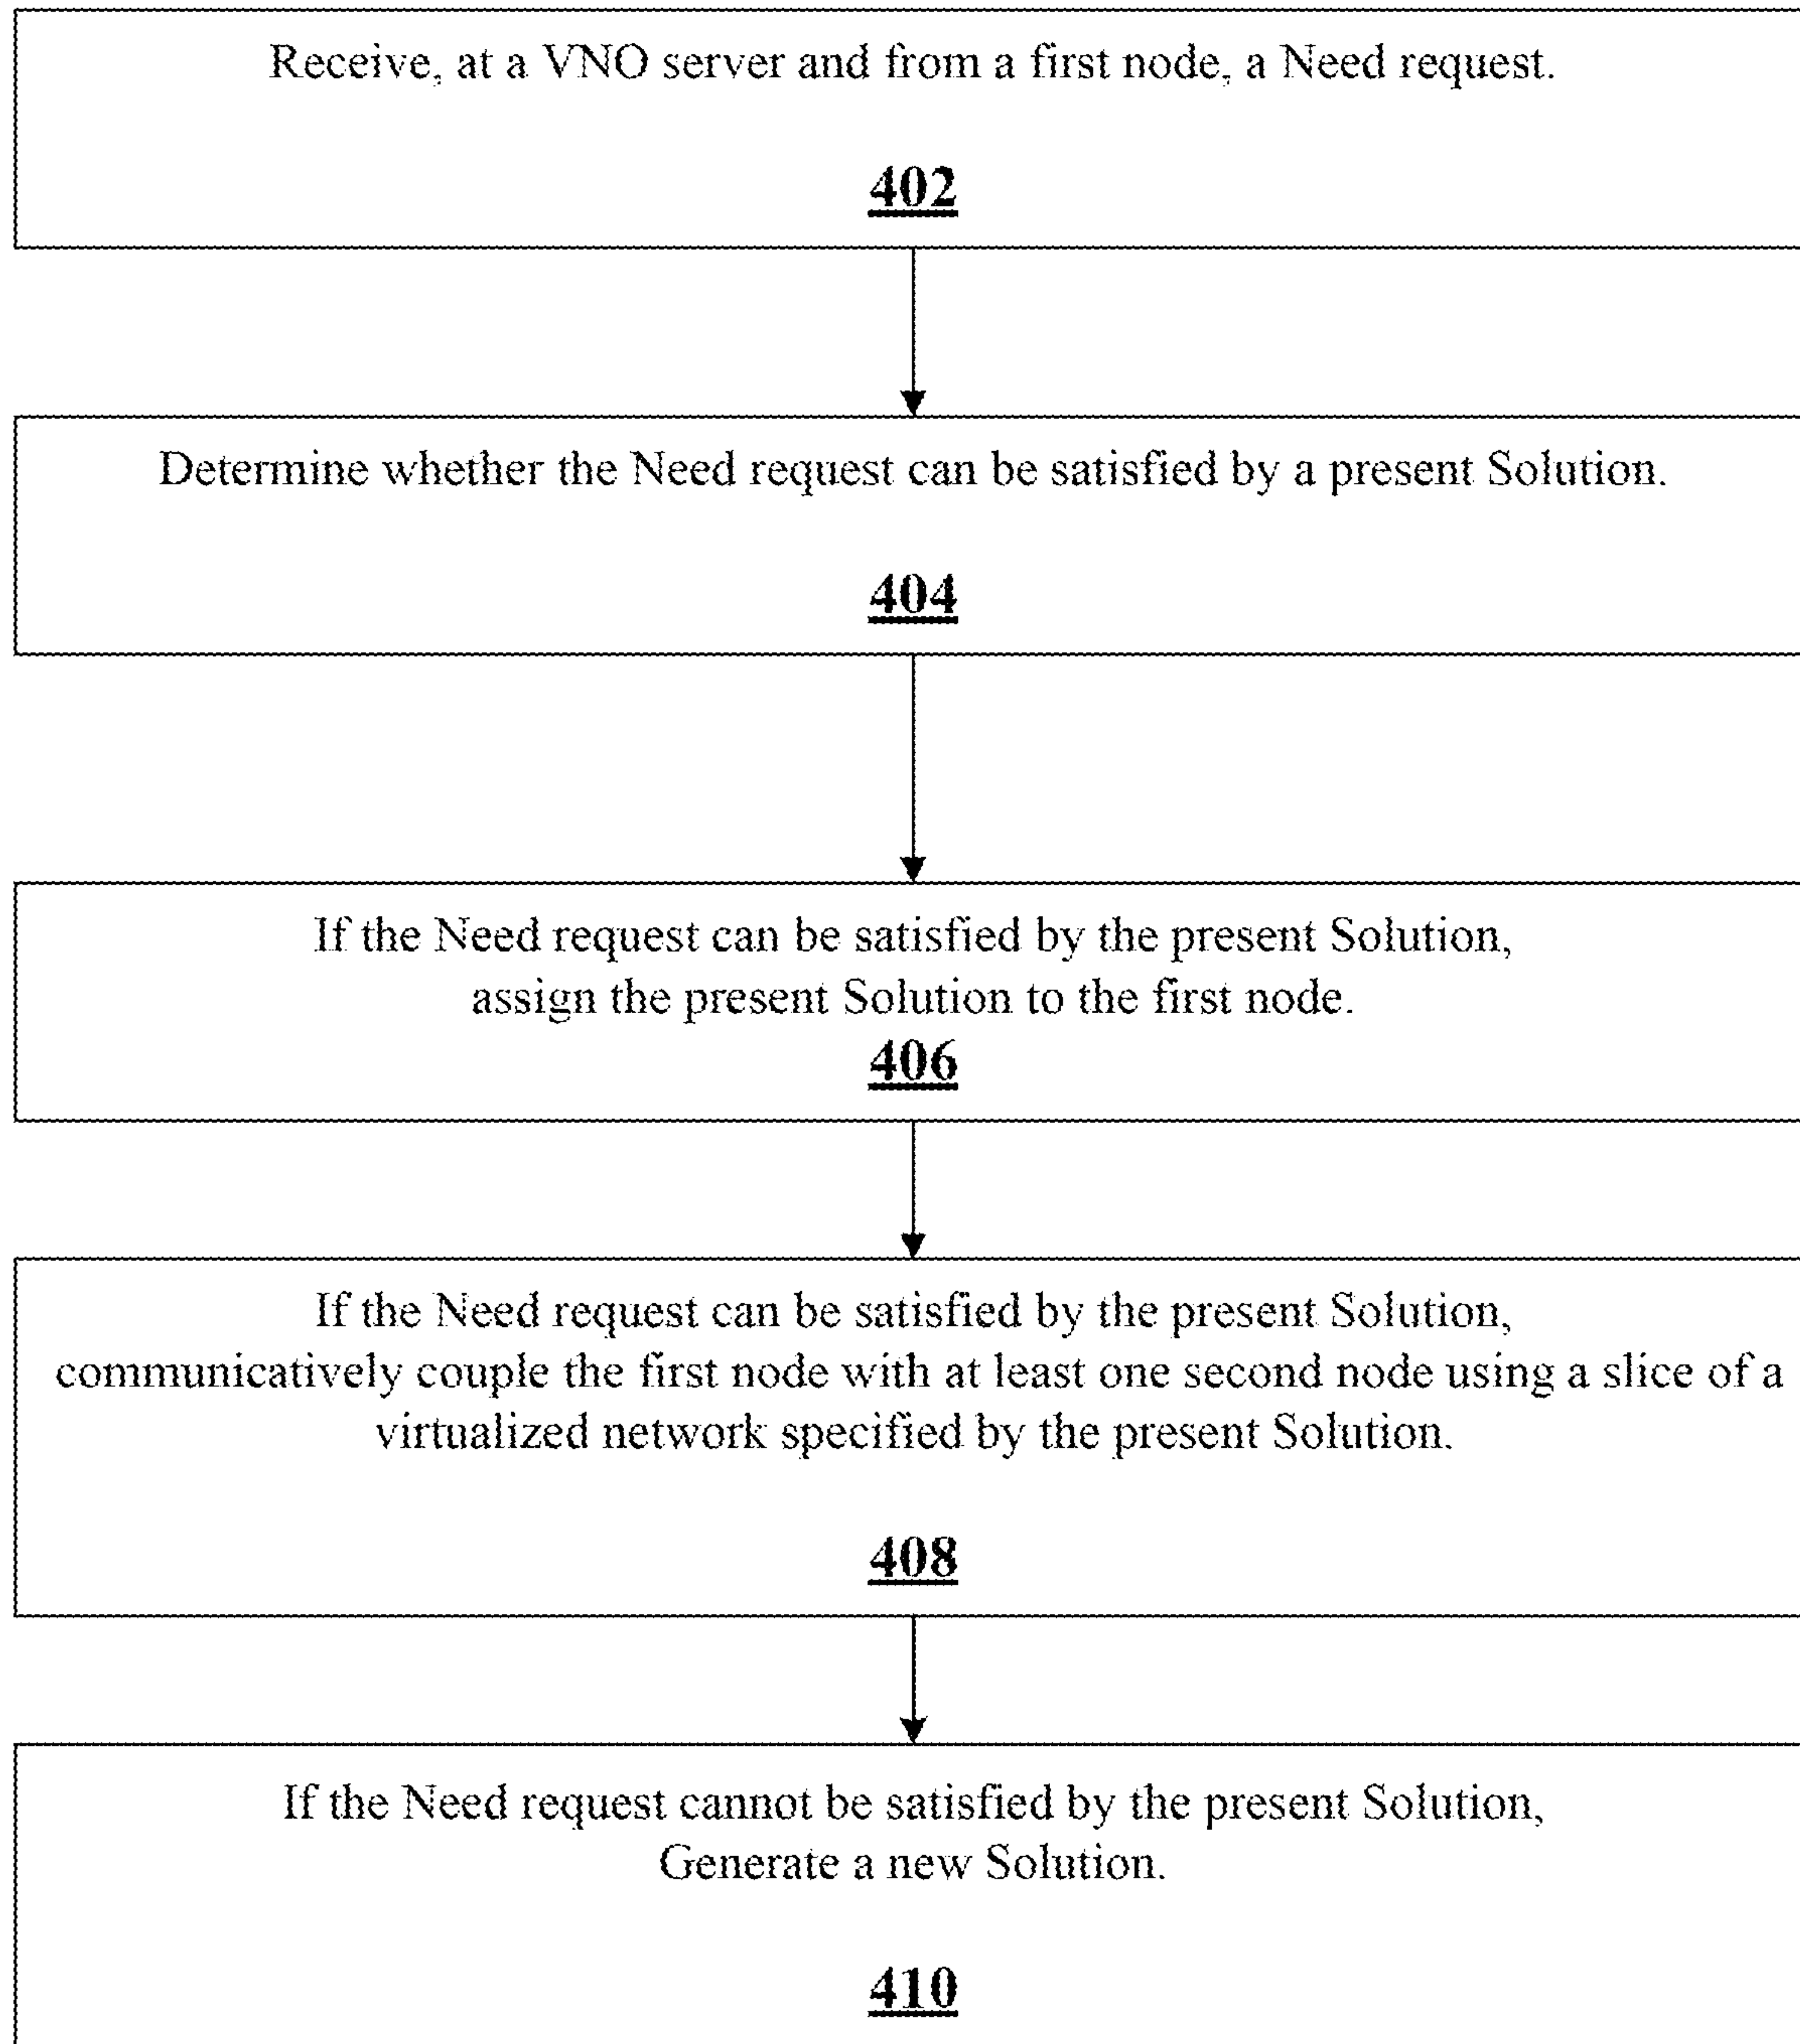 Receive, at a VNO server and from a first node, a Need request.
402
Determine whether the Need request can be satisfied by a present Solution.
404
If the Need request can be satisfied by the present Solution,
assign the present Solution to the first node.
406
If the Need request can be satisfied by the present Solution,
communicatively couple the first node with at least one second node using a slice of a
virtualized network specified by the present Solution.
408
If the Need request cannot be satisfied by the present Solution,
Generate a new Solution.
410